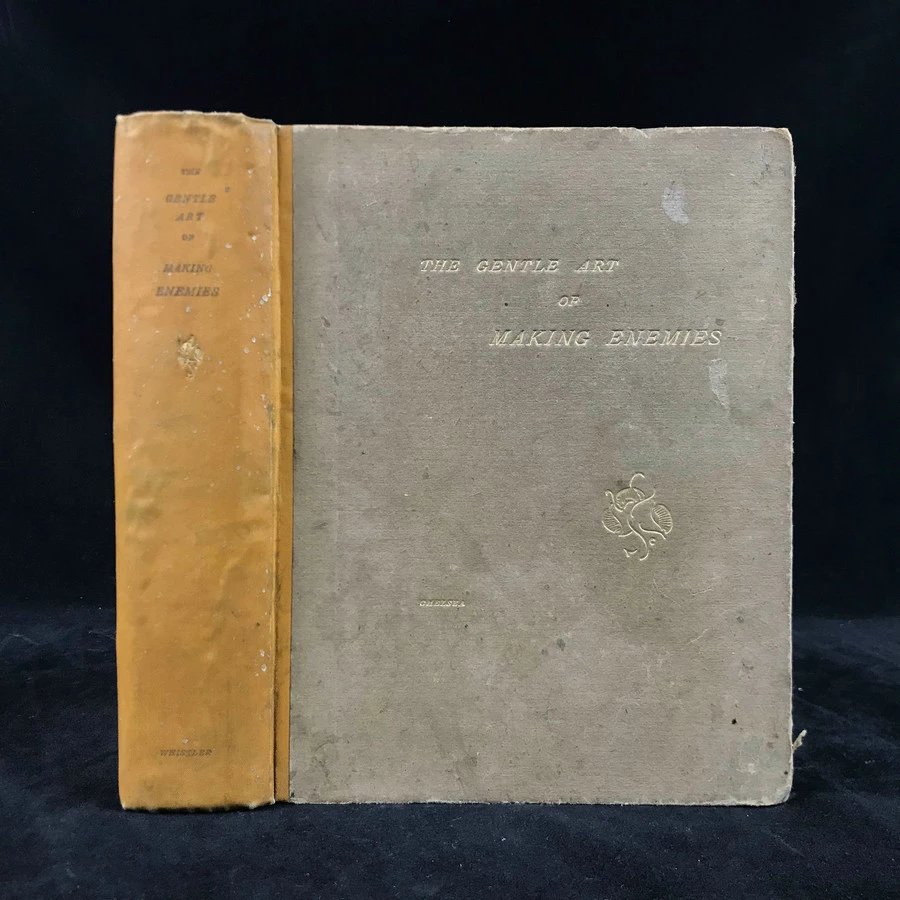 THE
GENTLE
ART
OF
MAKING
ENEMIES
WHISTLER
THE GENTLE ART
OF
MAKING ENEMIES
CHELSEA